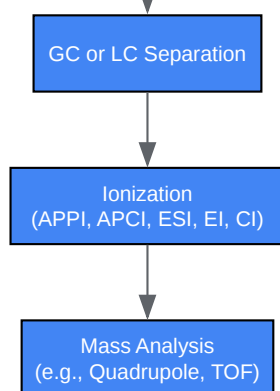 GC or LC Separation
Ionization
(APPI, APCI, ESI, EI, CI)
Mass Analysis
(e.g., Quadrupole, TOF)